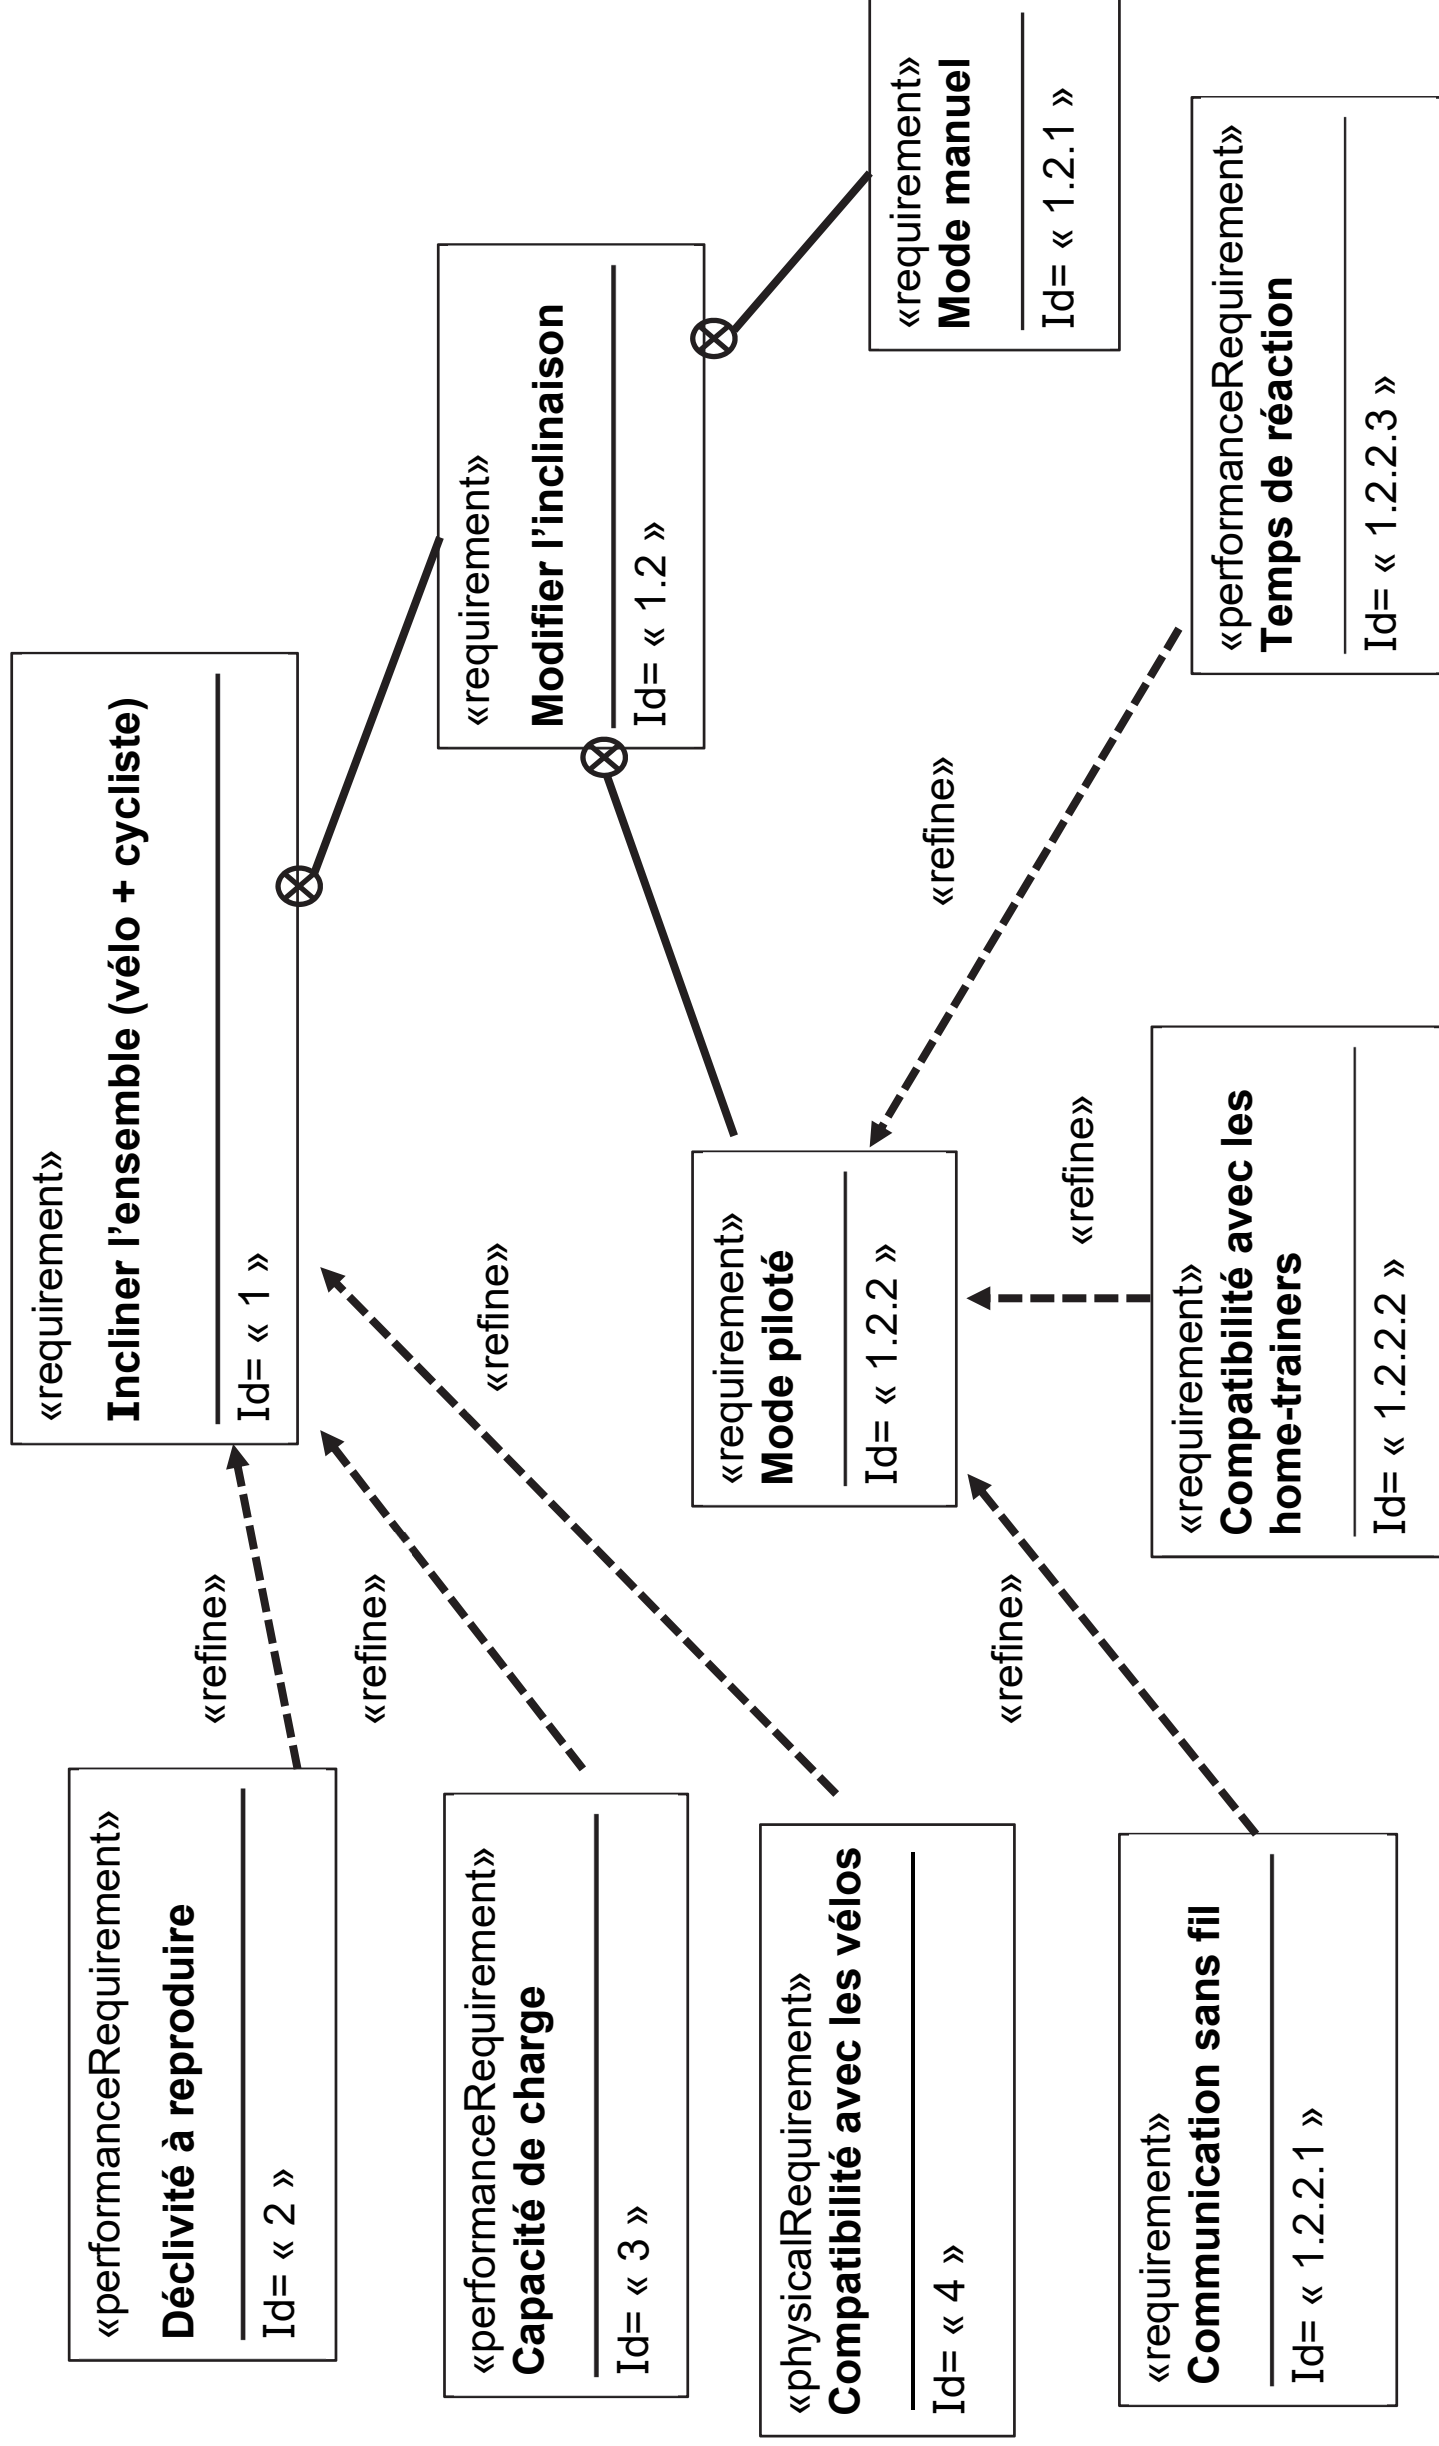 «requirement»
Incliner l'ensemble (vélo + cycliste)
Id= « 1 »
«performanceRequirement»
Déclivité à reproduire
Id= « 2 »
«refine»
«refine»
«refine»
«performanceRequirement»
Capacité de charge
Id= « 3 »
«requirement»
Modifier l'inclinaison
Id= « 1.2 »
«physicalRequirement»
Compatibilité avec les vélos
Id= « 4 »
«requirement»
Mode piloté
Id= « 1.2.2 »
«requirement»
Mode manuel
Id= « 1.2.1 »
«refine»
«refine»
«refine»
«requirement»
Communication sans fil
Id= « 1.2.2.1 »
«requirement»
Compatibilité avec les
home-trainers
Id= « 1.2.2.2 »
«performanceRequirement»
Temps de réaction
Id= « 1.2.2.3 »